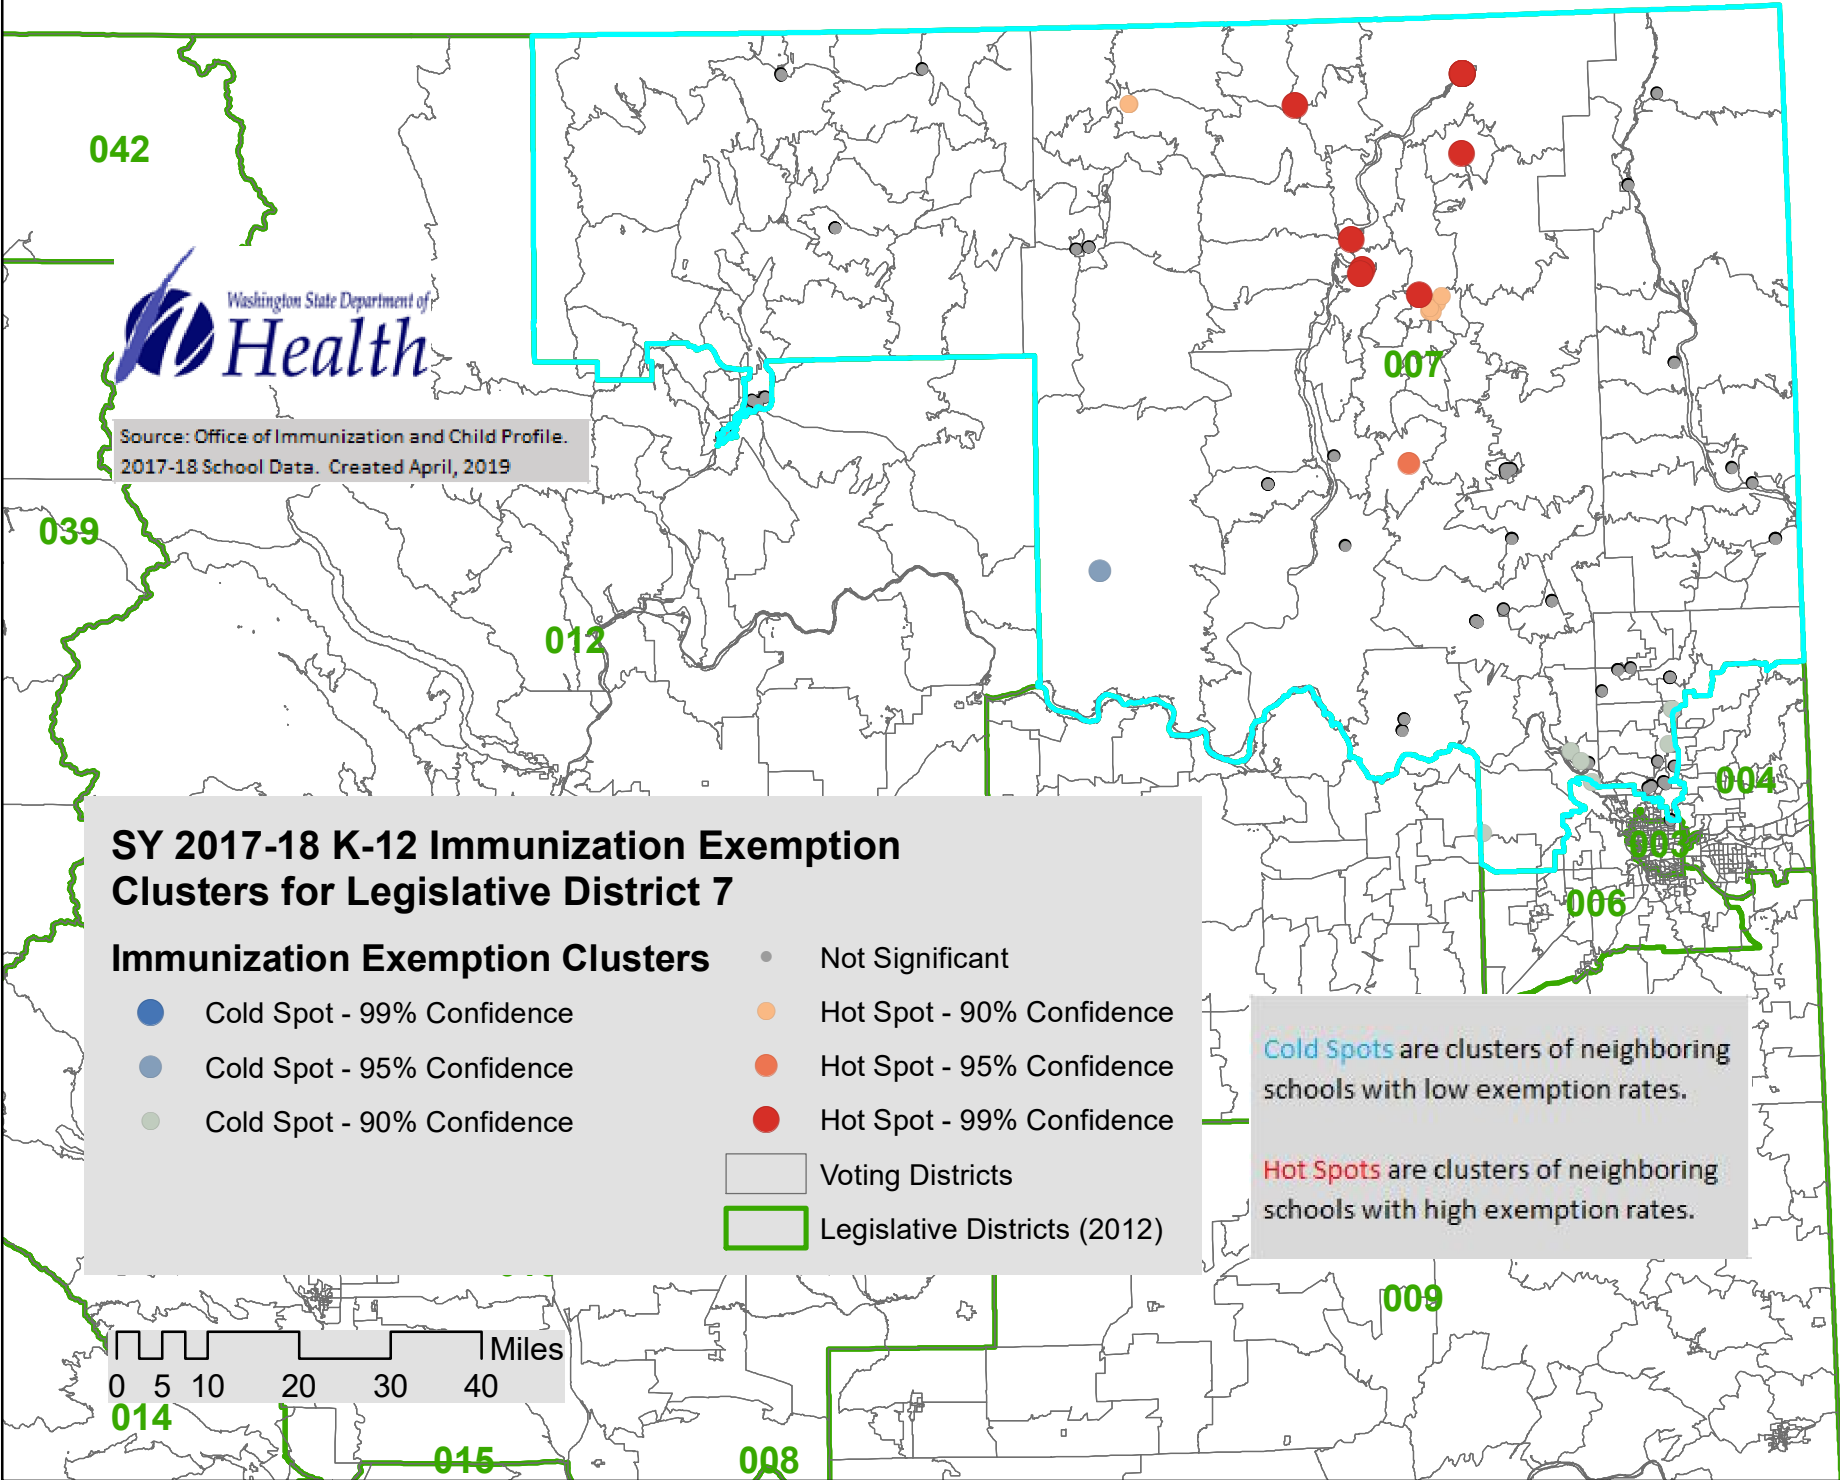 042
Washington State Department of
Health
007
Source: Office of Immunization and Child Profile.
2017-18 School Data. Created April, 2019
039
012
004
003
006
SY 2017-18 K-12 Immunization Exemption
Clusters for Legislative District 7
Immunization Exemption Clusters
Cold Spot - 99% Confidence
Cold Spot - 95% Confidence
Cold Spot - 90% Confidence
Not Significant
Hot Spot - 90% Confidence
Hot Spot - 95% Confidence
Hot Spot - 99% Confidence
Voting Districts
Legislative Districts (2012)
Cold Spots are clusters of neighboring
schools with low exemption rates.
Hot Spots are clusters of neighboring
schools with high exemption rates.
009
Miles
0 5 10 20 30 40
014
015
008